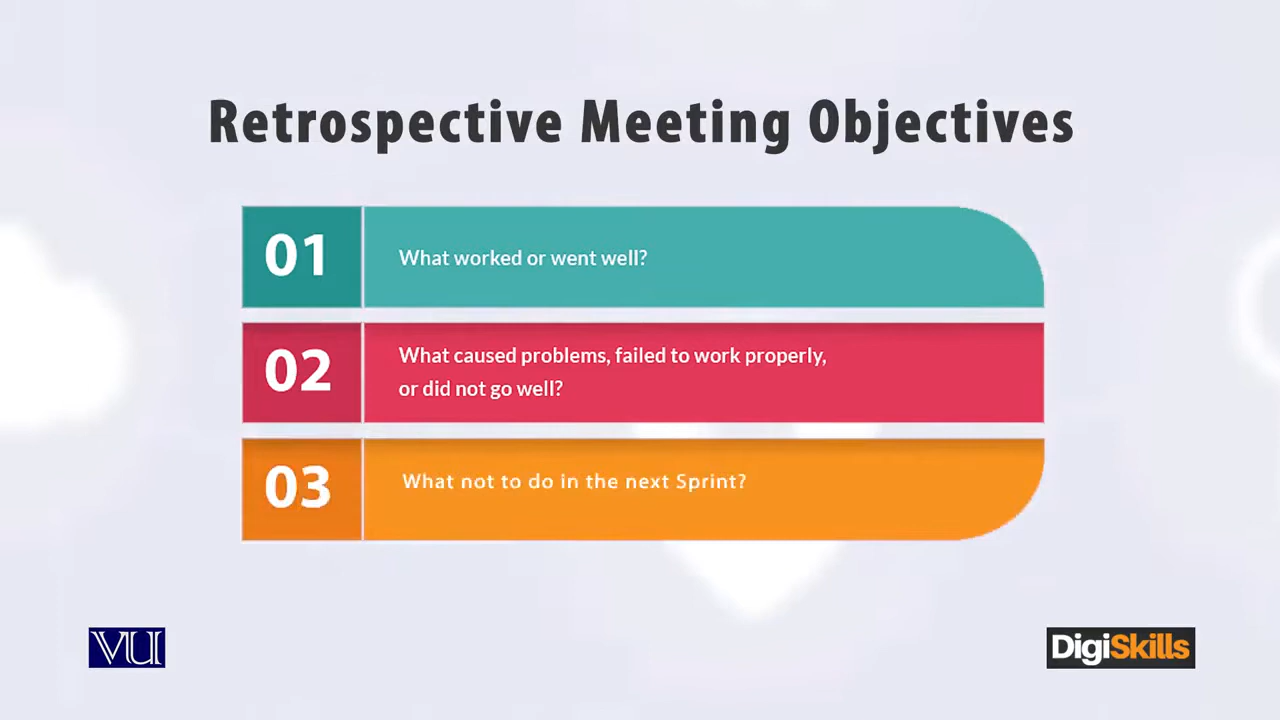 Retrospective Meeting Objectives
01
What worked or went well?
02
What caused problems, failed to work properly,
or did not go well?
03
What not to do in the next Sprint?
VU
DigiSkills